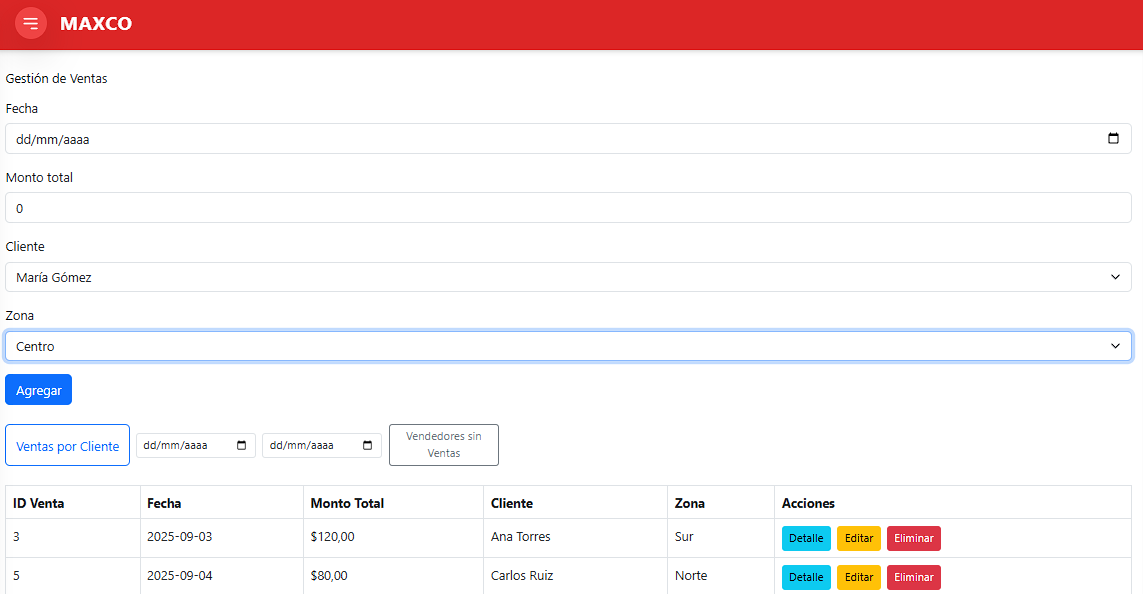 MAXCO
Gestión de Ventas
Fecha
dd/mm/aaaa
Monto total
0
Cliente
María Gómez
Zona
Centro
Agregar
Ventas por Cliente dd/mm/aaaa dd/mm/aaaa Vendedores sin
Ventas
ID Venta Fecha Monto Total Cliente Zona Acciones
3 2025-09-03 $120,00 Ana Torres Sur Detalle Editar Eliminar
5 2025-09-04 $80,00 Carlos Ruiz Norte Detalle Editar Eliminar